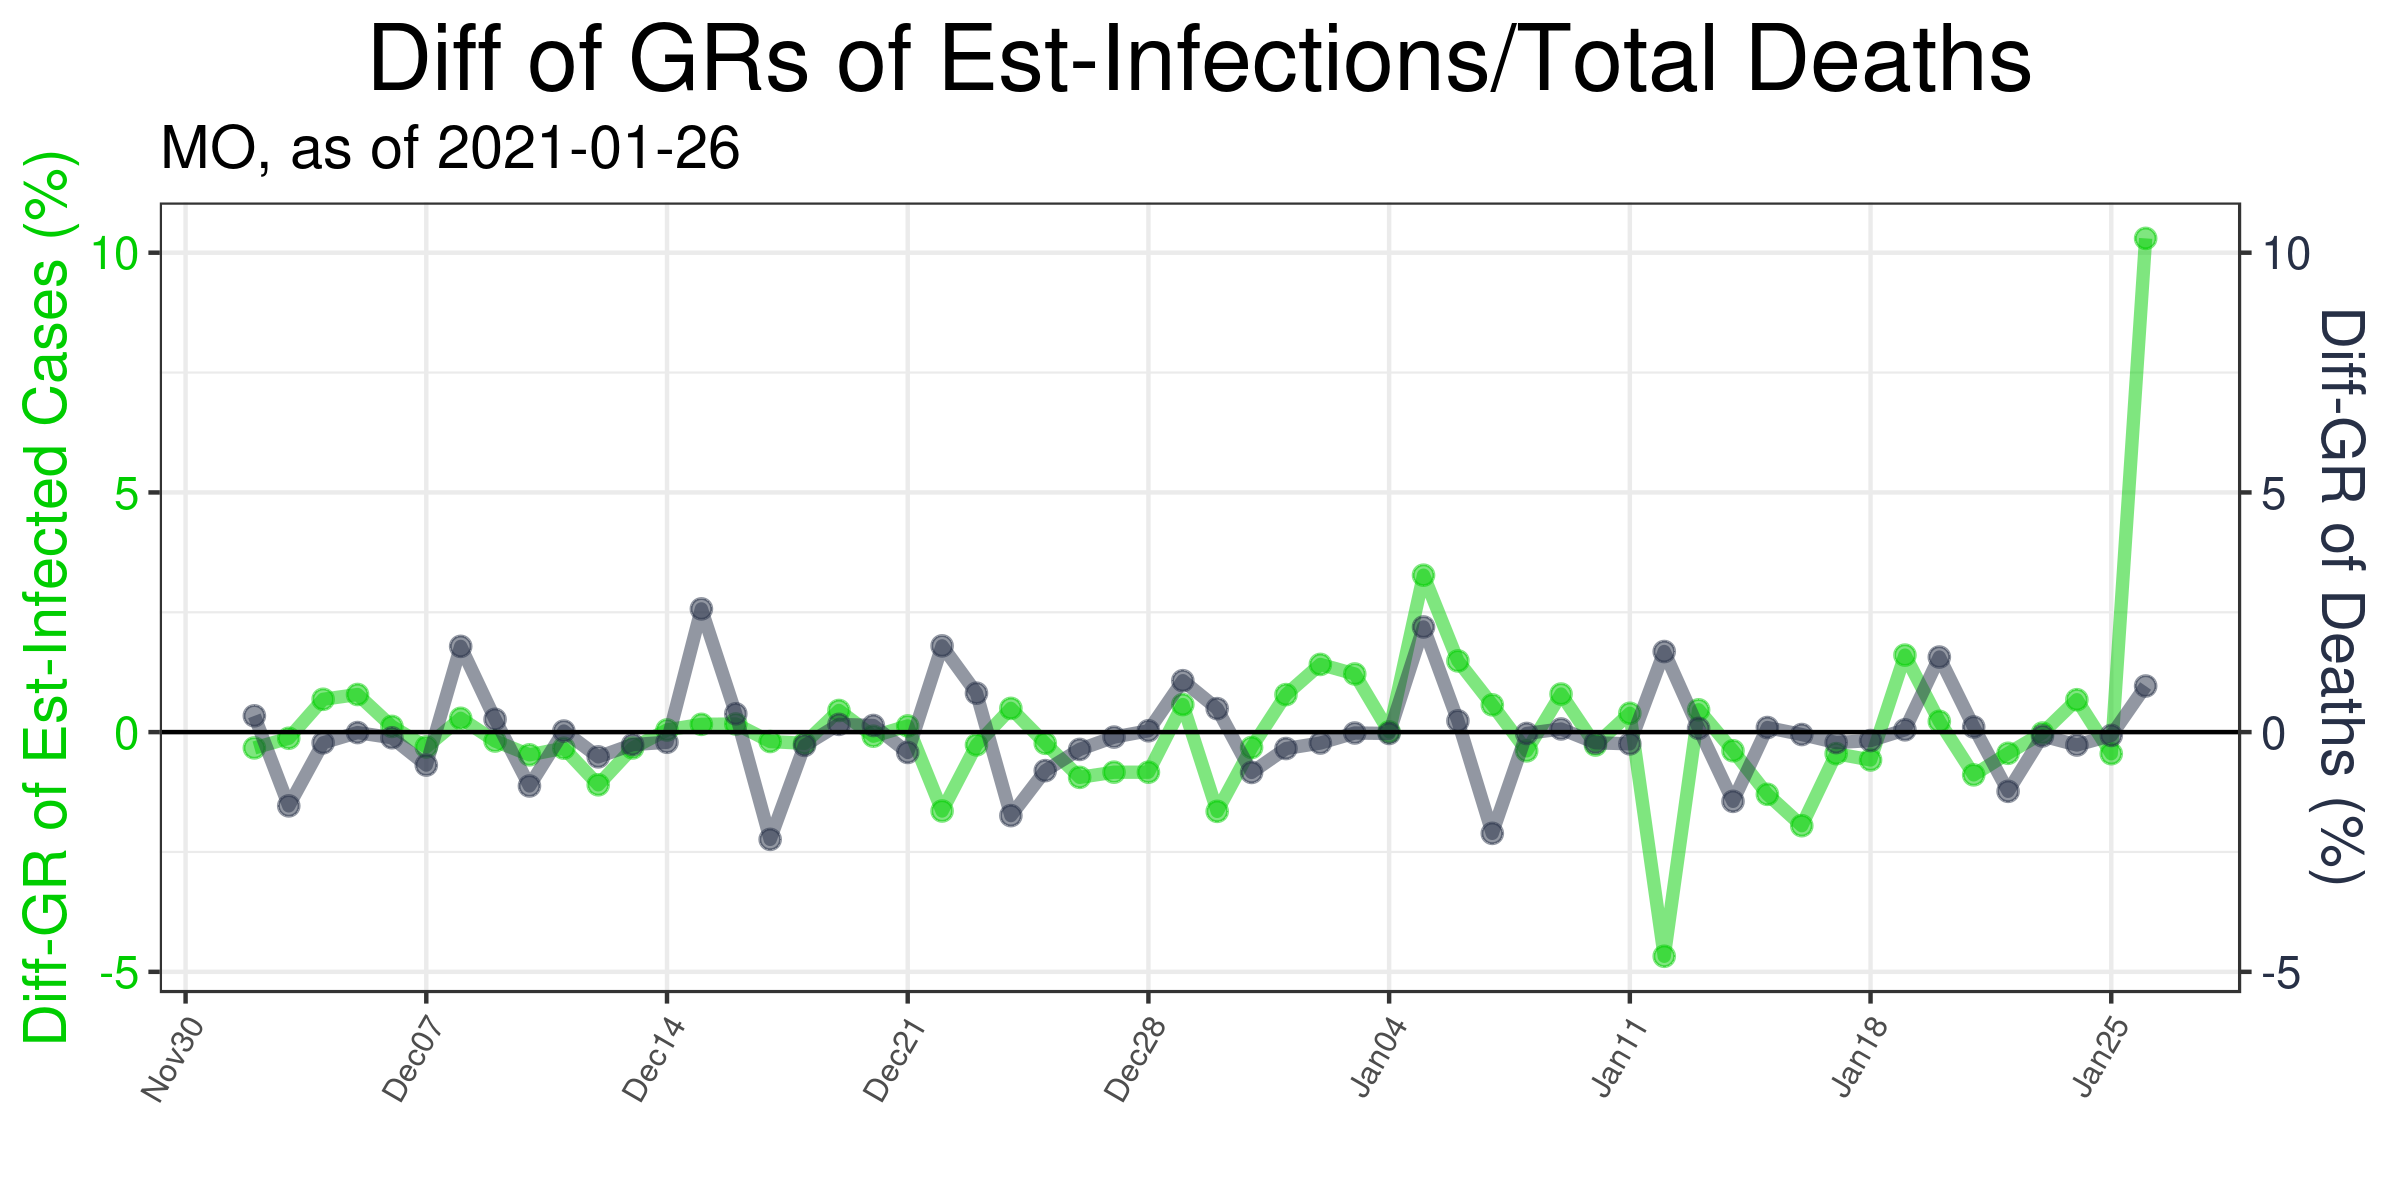 Diff of GRs of Est-Infections/Total Deaths
MO, as of 2021-01-26
Diff-GR of Est-Infected Cases (%)
10
5
0
-5
10
5
0
-5
Diff-GR of Deaths (%)
Nov30
Dec07
Dec14
Dec21
Dec28
Jan04
Jan11
Jan18
Jan25